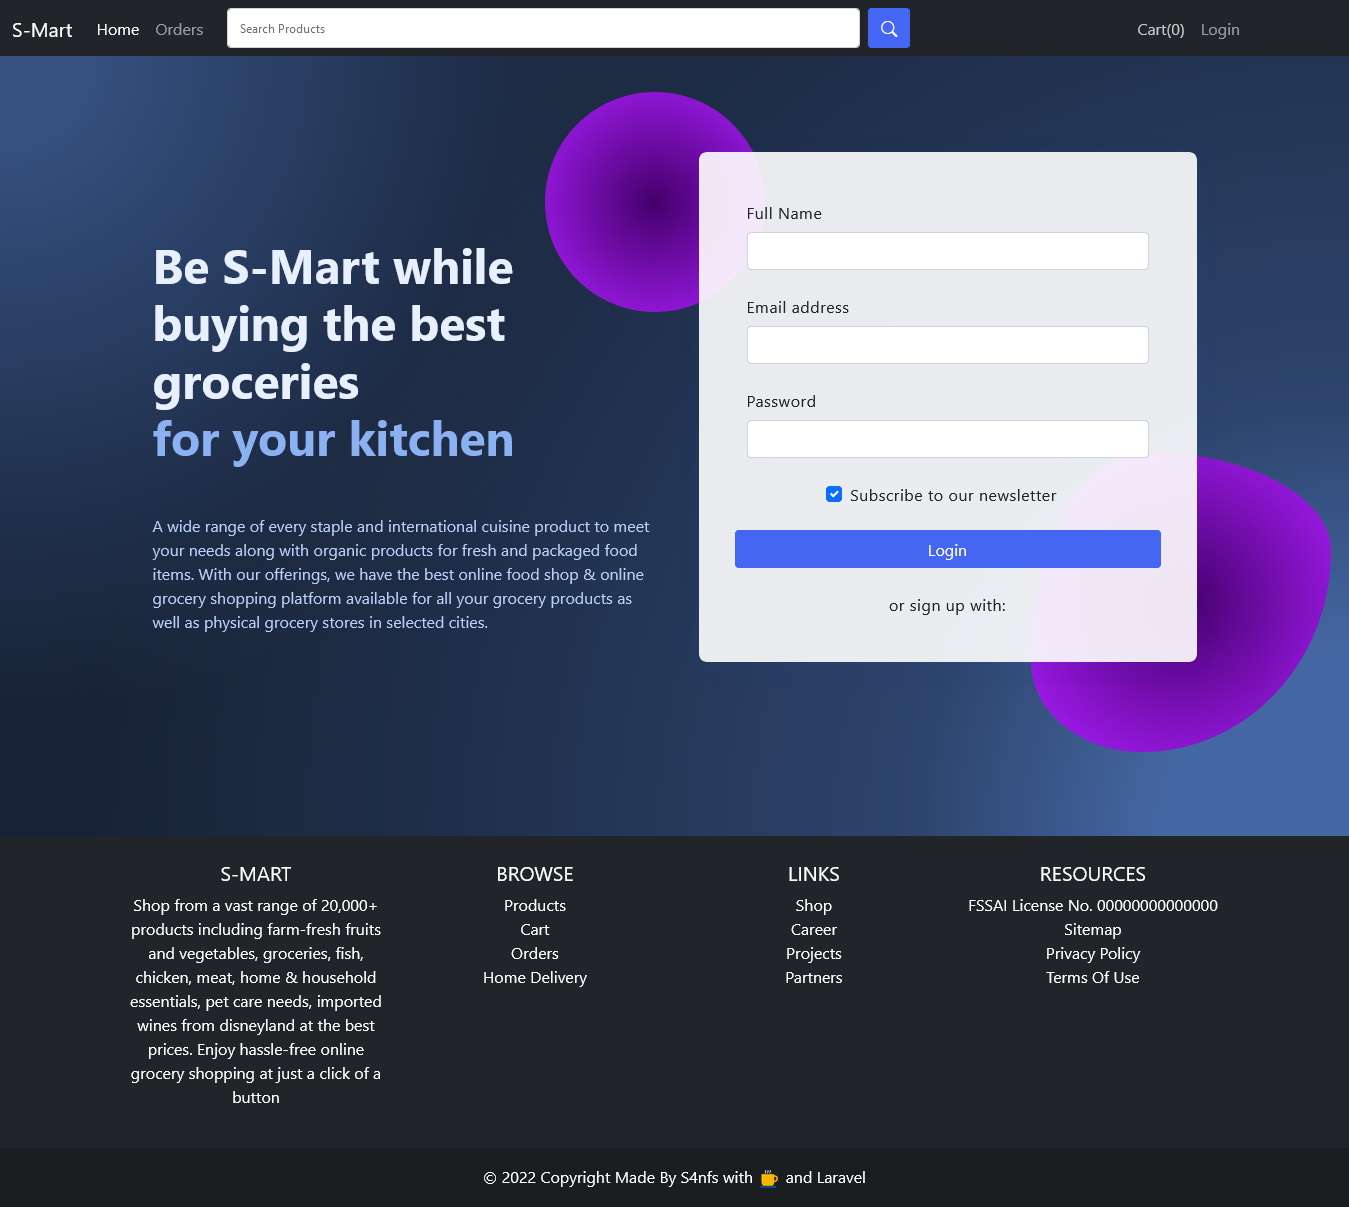 S-Mart Home Orders Search Products Cart(0) Login
Be S-Mart while
buying the best
groceries
for your kitchen
A wide range of every staple and international cuisine product to meet
your needs along with organic products for fresh and packaged food
items. With our offerings, we have the best online food shop & online
grocery shopping platform available for all your grocery products as
well as physical grocery stores in selected cities.
Full Name
Email address
Password
Subscribe to our newsletter
Login
or sign up with:
S-MART
Shop from a vast range of 20,000+
products including farm-fresh fruits
and vegetables, groceries, fish,
chicken, meat, home & household
essentials, pet care needs, imported
wines from disneyland at the best
prices. Enjoy hassle-free online
grocery shopping at just a click of a
button
BROWSE
Products
Cart
Orders
Home Delivery
LINKS
Shop
Career
Projects
Partners
RESOURCES
FSSAI License No. 00000000000000
Sitemap
Privacy Policy
Terms Of Use
© 2022 Copyright Made By S4nfs with ☕ and Laravel